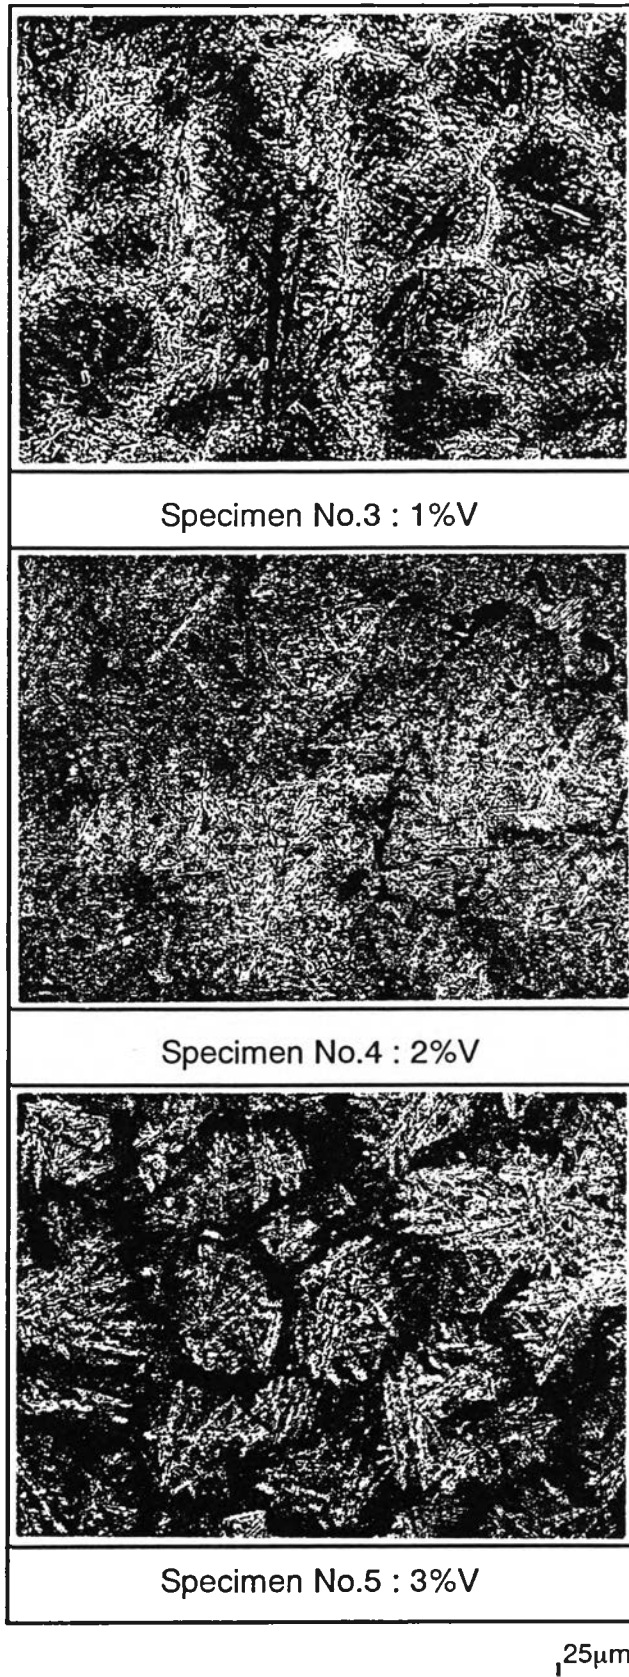 Specimen No.3 : 1%V
Specimen No.4 : 2%V
Specimen No.5 : 3%V
25μm